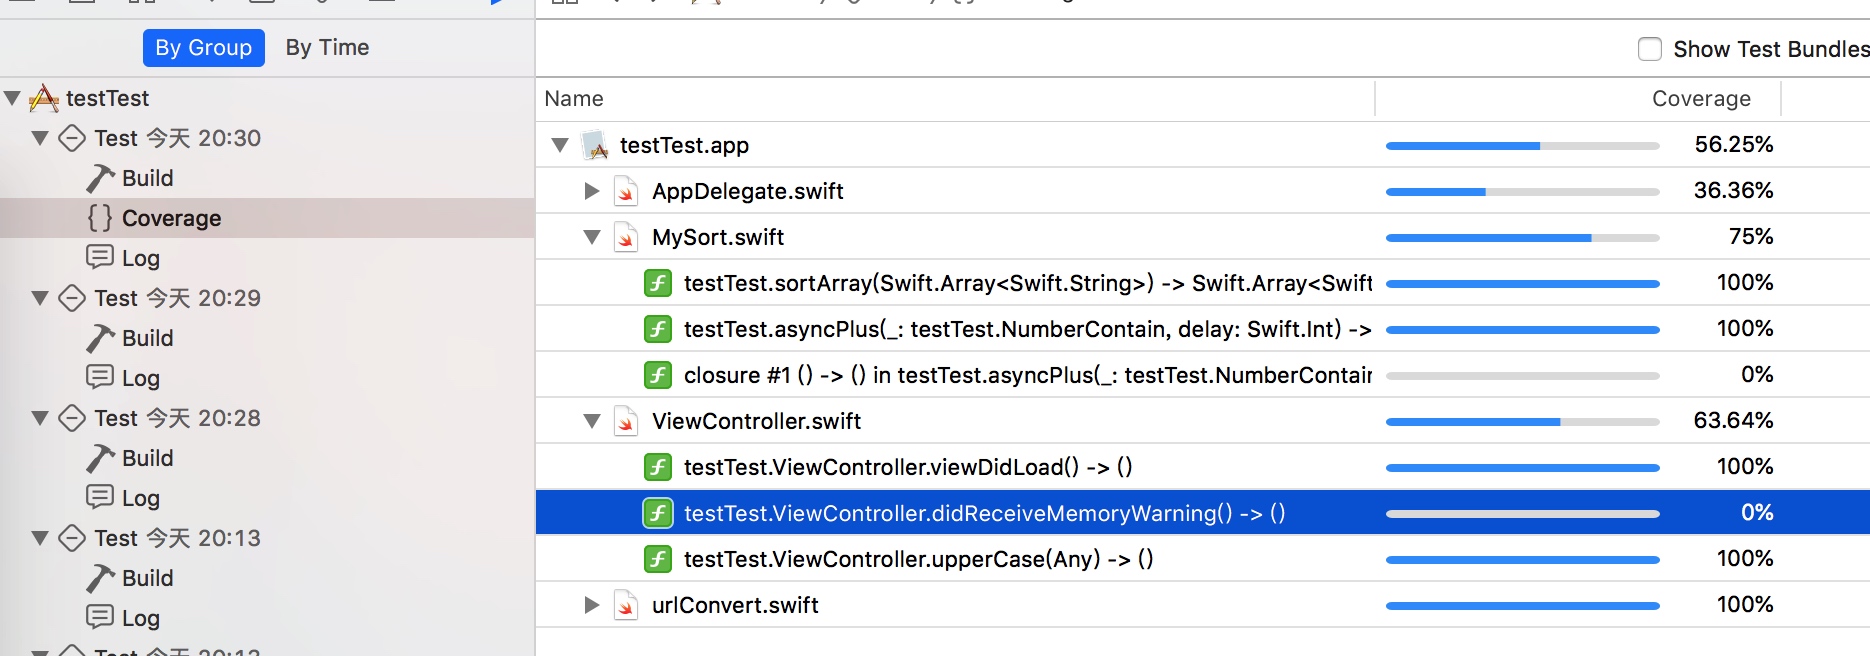 By Group By Time
Show Test Bundles
testTest
Test 今天 20:30
Build
Coverage
Log
Test 今天 20:29
Build
Log
Test 今天 20:28
Build
Log
Test 今天 20:13
Build
Log
Name Coverage
testTest.app 56.25%
AppDelegate.swift 36.36%
MySort.swift 75%
testTest.sortArray(Swift.Array<Swift.String>) -> Swift.Array<Swift 100%
testTest.asyncPlus(_: testTest.NumberContain, delay: Swift.Int) -> 100%
closure #1 () -> () in testTest.asyncPlus(_: testTest.NumberContain 0%
ViewController.swift 63.64%
testTest.ViewController.viewDidLoad() -> () 100%
testTest.ViewController.didReceiveMemoryWarning() -> () 0%
testTest.ViewController.upperCase(Any) -> () 100%
urlConvert.swift 100%